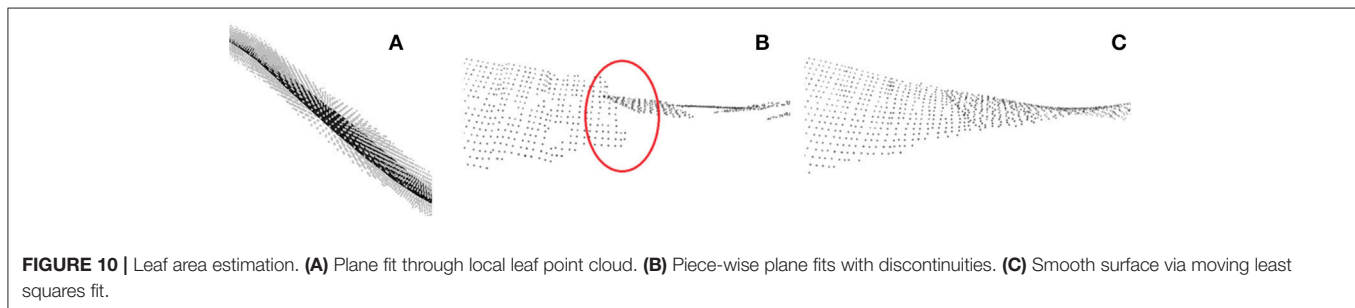 A
B
C
FIGURE 10 | Leaf area estimation. (A) Plane fit through local leaf point cloud. (B) Piece-wise plane fits with discontinuities. (C) Smooth surface via moving least
squares fit.